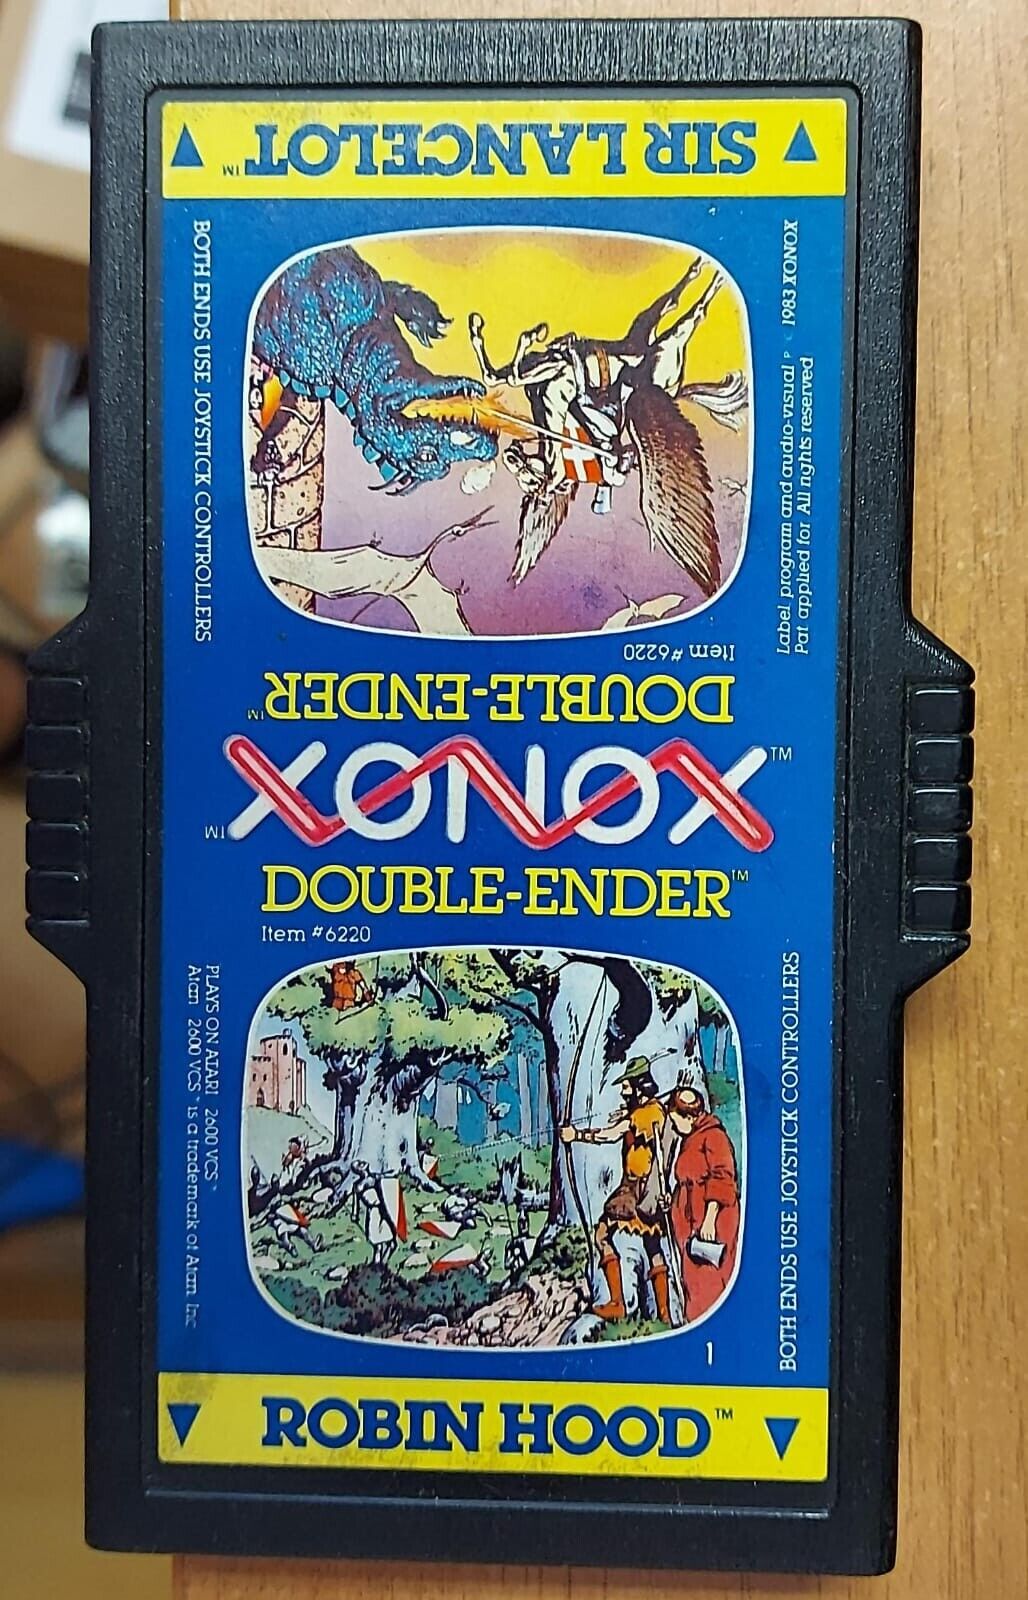 SIR LANCELOT™
BOTH ENDS USE JOYSTICK CONTROLLERS
Label program and audio-visual P C 1983 XONOX
Pat applied for All rights reserved
Item #6220
DOUBLE-ENDER™
XONOX™
™
DOUBLE-ENDER™
Item #6220
PLAYS ON ATARI 2600 VCS
Atari 2600 VCS is a trademark of Atari Inc
BOTH ENDS USE JOYSTICK CONTROLLERS
1
ROBIN HOOD™